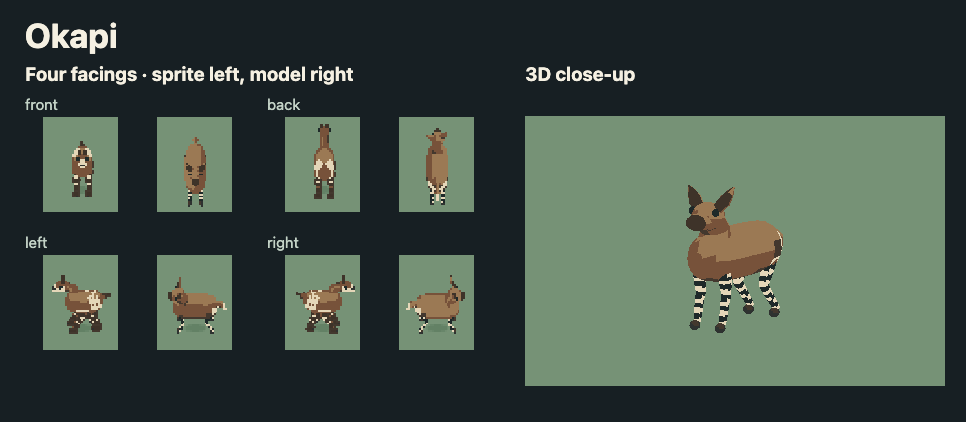 Okapi
Four facings · sprite left, model right
3D close-up
front
back
left
right